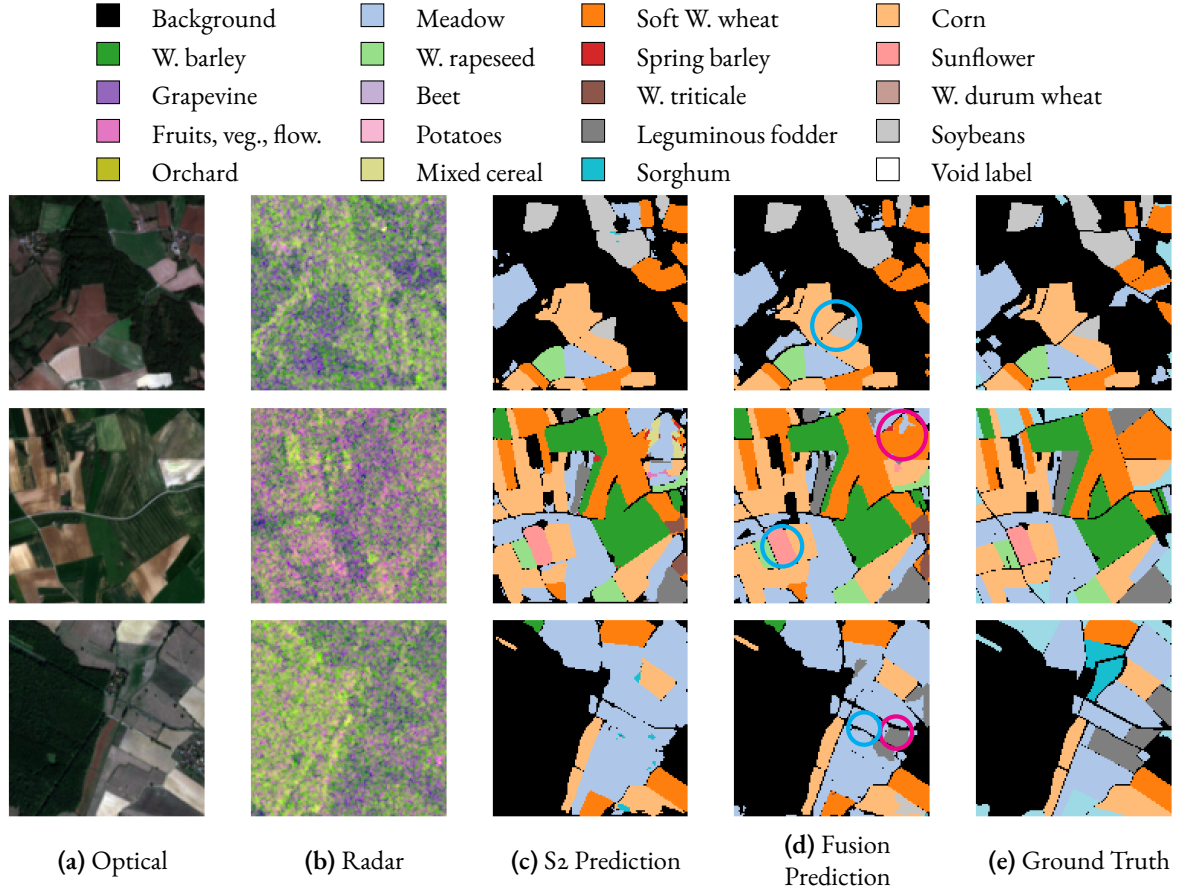 Background Meadow Soft W. wheat Corn
W. barley W. rapeseed Spring barley Sunflower
Grapevine Beet W. triticale W. durum wheat
Fruits, veg., flow. Potatoes Leguminous fodder Soybeans
Orchard Mixed cereal Sorghum Void label
(a) Optical (b) Radar (c) S2 Prediction (d) Fusion Prediction (e) Ground Truth